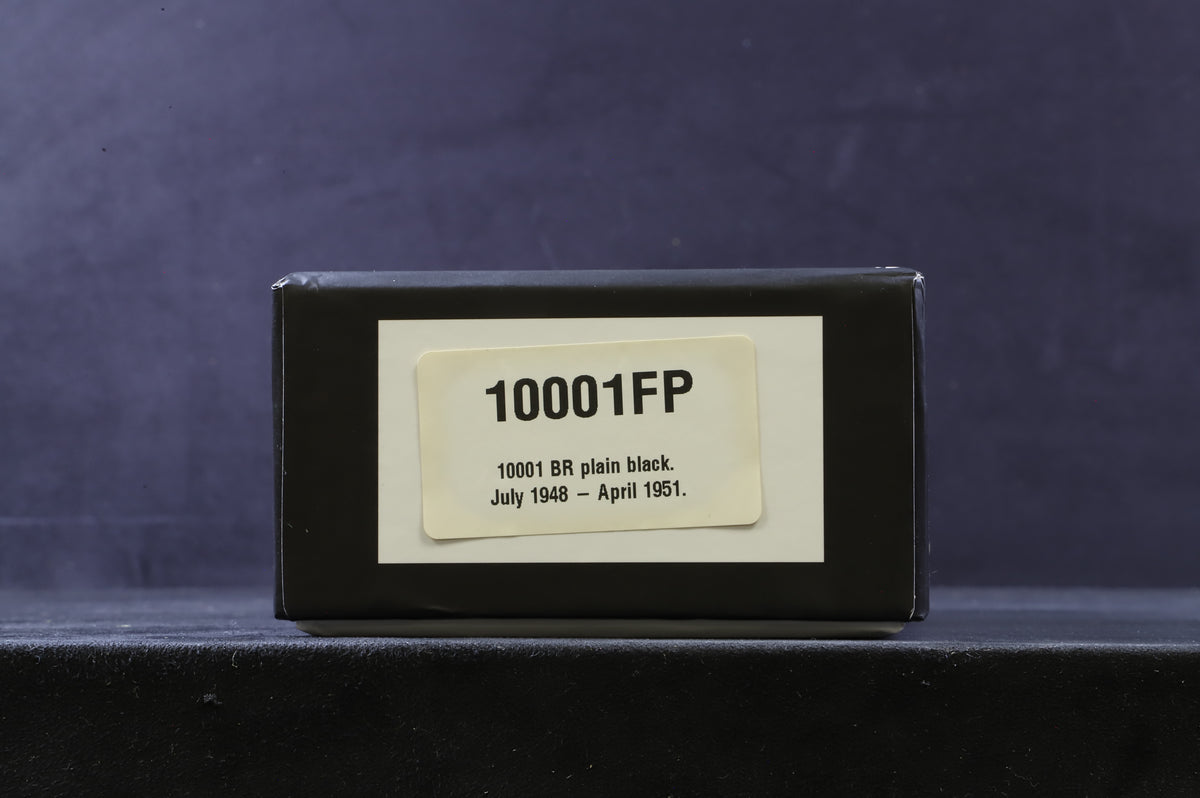 10001FP
10001 BR plain black.
July 1948 – April 1951.